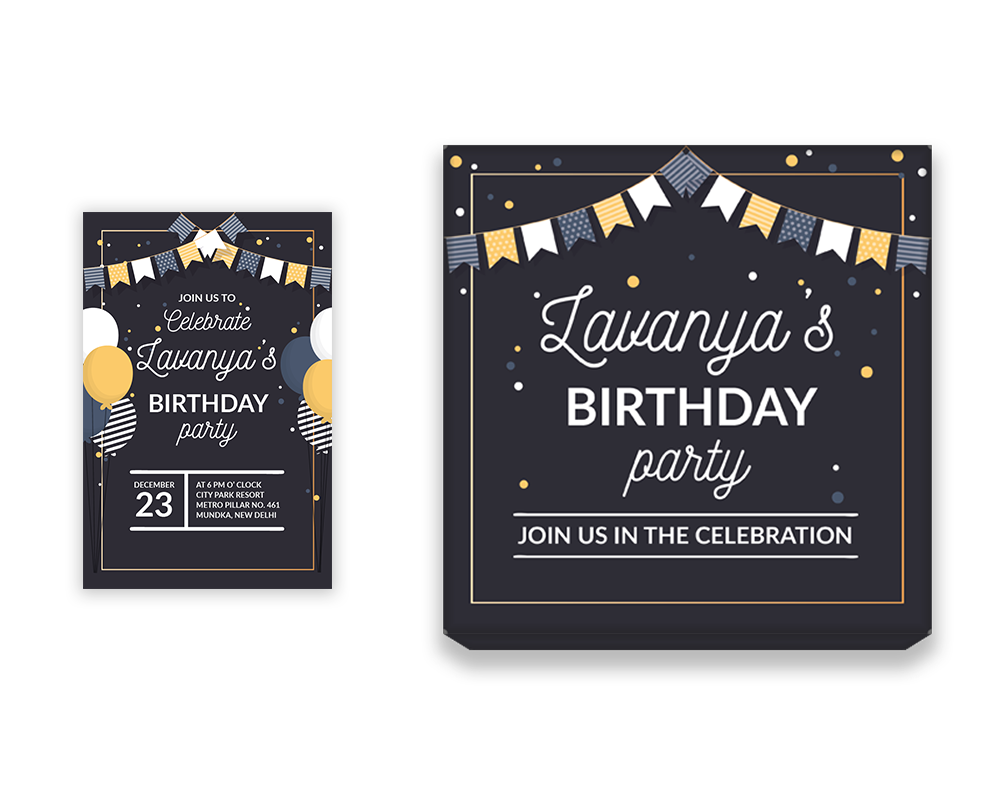 JOIN US TO
Celebrate
Lavanya's
BIRTHDAY
party
DECEMBER
23
AT 6 PM O' CLOCK
CITY PARK RESORT
METRO PILLAR NO. 461
MUNDKA, NEW DELHI
Lavanya's
BIRTHDAY
party
JOIN US IN THE CELEBRATION